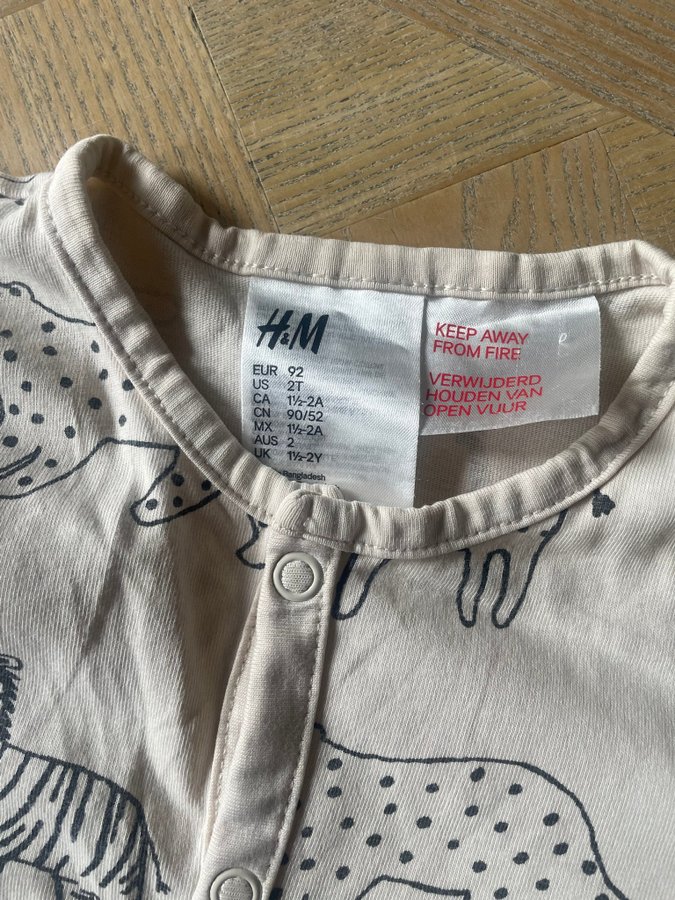 H&M
EUR 92
US 2T
CA 1½-2A
CN 90/52
MX 1½-2A
AUS 2
UK 1½-2Y
Bangladesh
KEEP AWAY
FROM FIRE
VERWIJDERD
HOUDEN VAN
OPEN VUUR